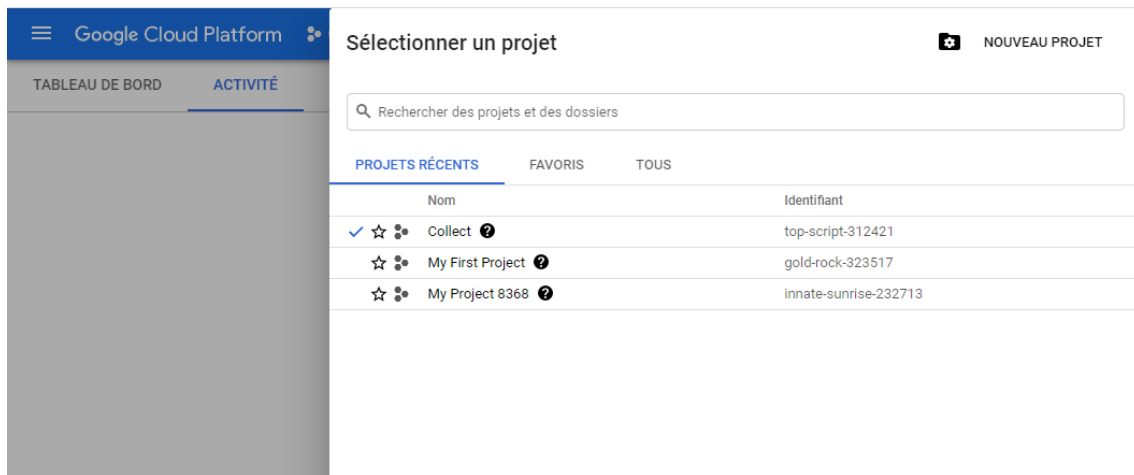 Google Cloud Platform
Sélectionner un projet
NOUVEAU PROJET
TABLEAU DE BORD ACTIVITÉ
Rechercher des projets et des dossiers
PROJETS RÉCENTS FAVORIS TOUS
Nom Identifiant
Collect top-script-312421
My First Project gold-rock-323517
My Project 8368 innate-sunrise-232713